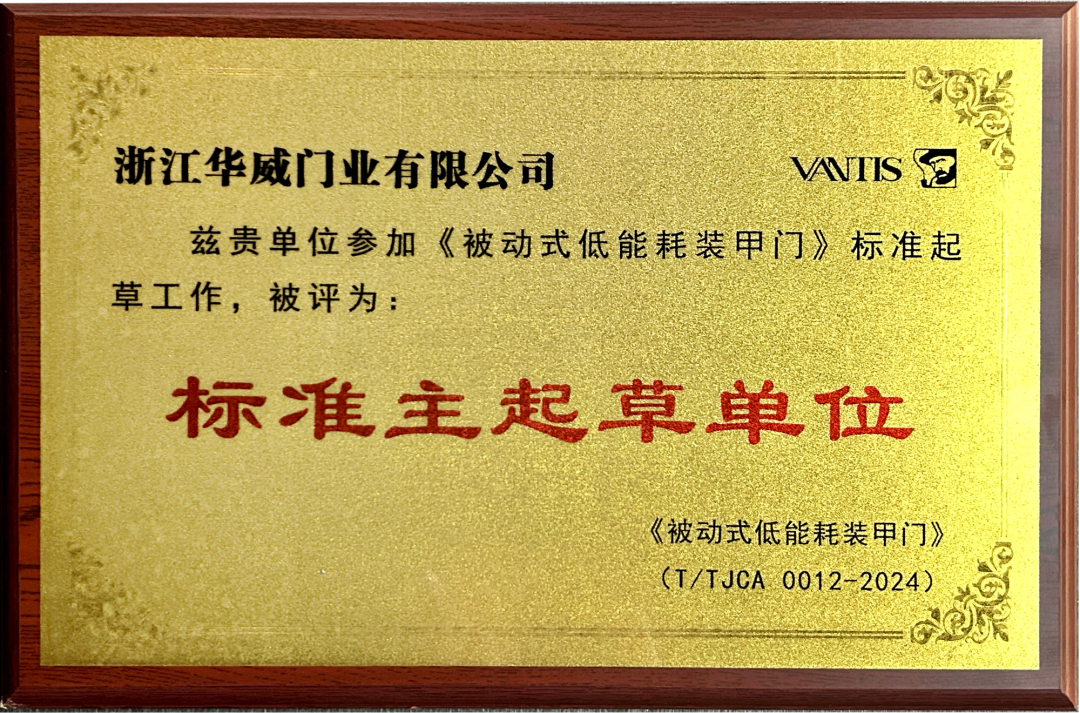 浙江华威门业有限公司 VANTIS
兹贵单位参加《被动式低能耗装甲门》标准起
草工作，被评为：
标准主起草单位
《被动式低能耗装甲门》
（T/TJCA 0012-2024）